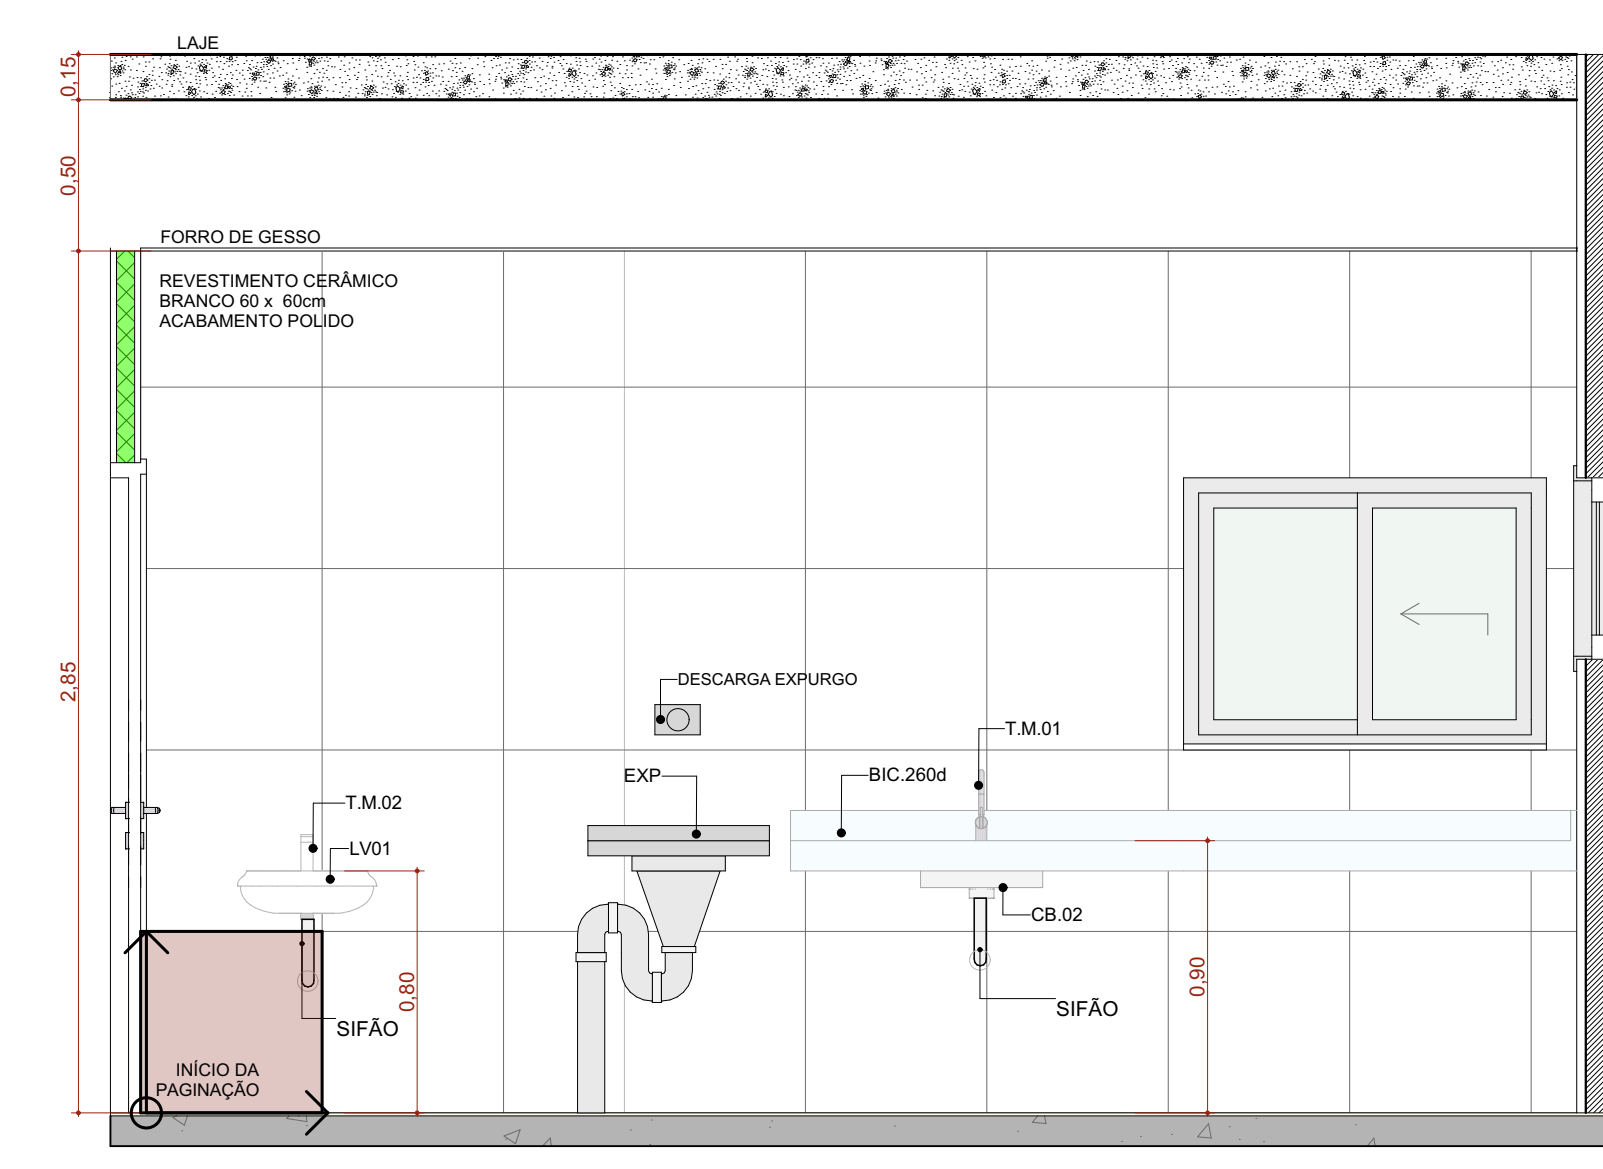 LAJE
0,15
0,50
FORRO DE GESSO
REVESTIMENTO CERÂMICO
BRANCO 60 x 60cm
ACABAMENTO POLIDO
2,85
DESCARGA EXPURGO
T.M.01
EXP
BIC.260d
T.M.02
LV01
CB.02
0,80
0,90
SIFÃO
SIFÃO
INÍCIO DA
PAGINAÇÃO